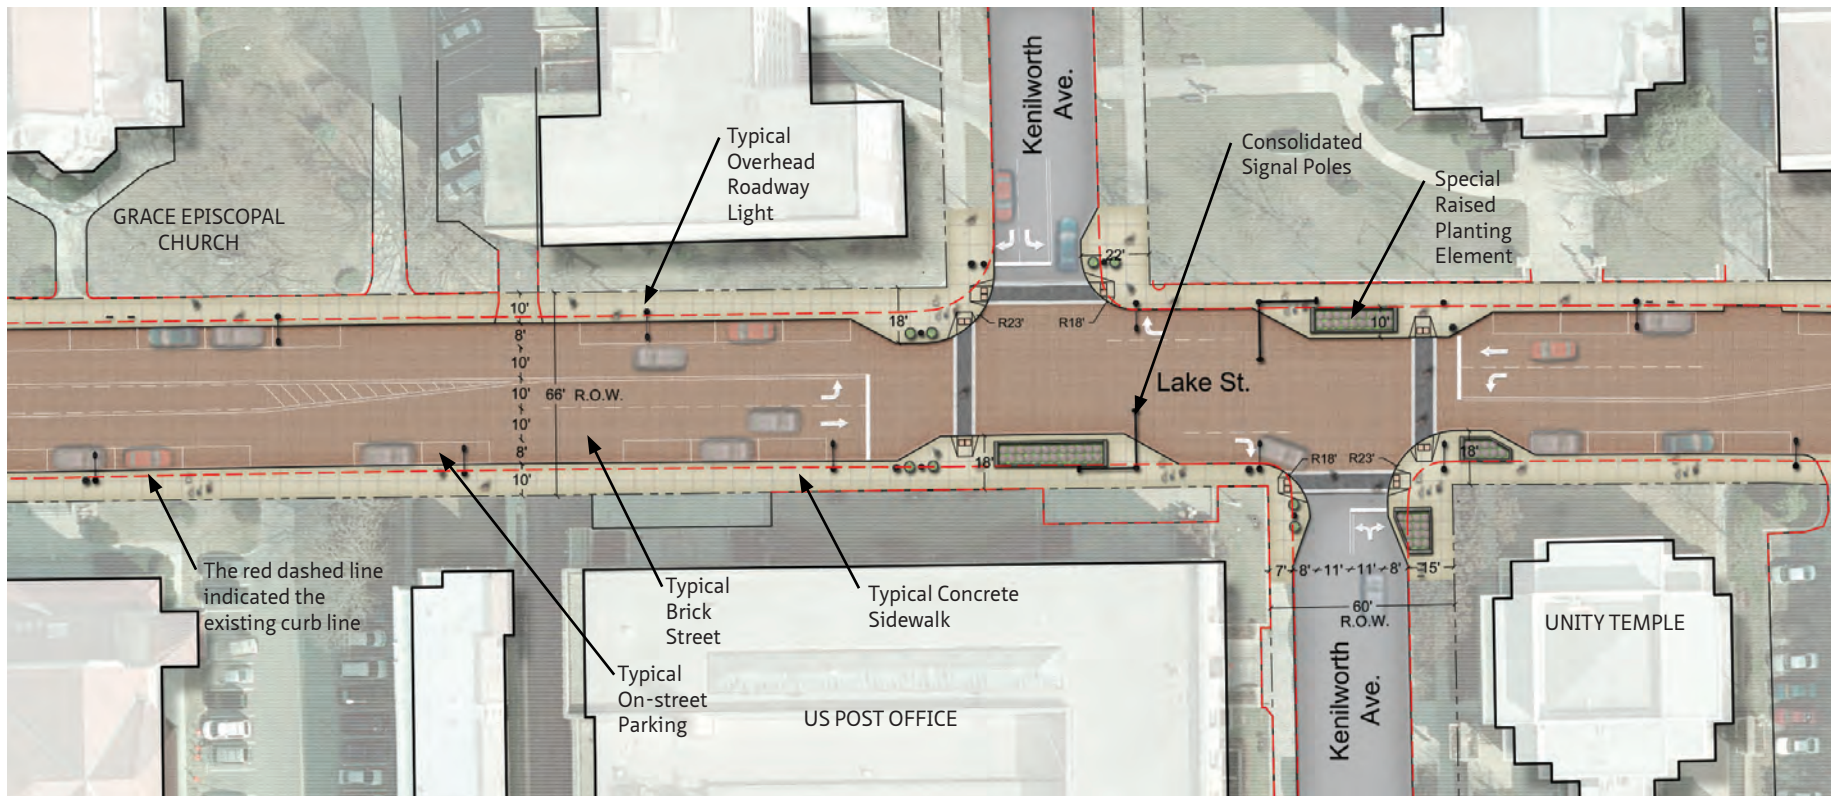 Kenilworth
Ave.
Typical
Overhead
Roadway
Light
Consolidated
Signal Poles
Special
Raised
Planting
Element
GRACE EPISCOPAL
CHURCH
22'
10'
8'
10'
10'
10'
8'
10'
66' R.O.W.
18'
R23'
R18'
10'
Lake St.
18'
18'
R18'
R23'
The red dashed line
indicated the
existing curb line
Typical
On-street
Parking
Typical
Brick
Street
Typical Concrete
Sidewalk
US POST OFFICE
7'
8'
11'
11'
8'
15'
60'
R.O.W.
Kenilworth
Ave.
UNITY TEMPLE